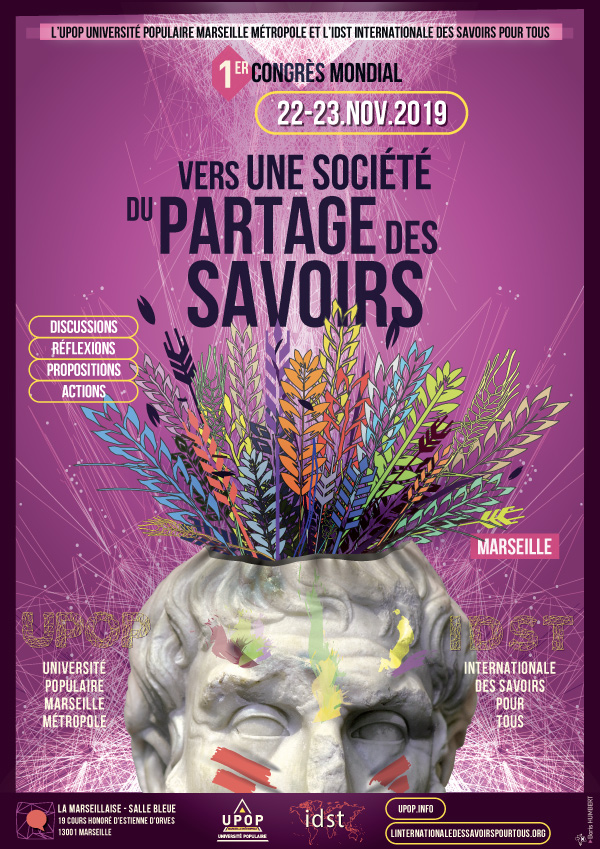 L'UPOP UNIVERSITÉ POPULAIRE MARSEILLE MÉTROPOLE ET L'IDST INTERNATIONALE DES SAVOIRS POUR TOUS
1ER CONGRÈS MONDIAL
22-23.NOV.2019
VERS UNE SOCIÉTÉ
DU PARTAGE DES
SAVOIRS
DISCUSSIONS
RÉFLEXIONS
PROPOSITIONS
ACTIONS
MARSEILLE
UPOP
UNIVERSITÉ
POPULAIRE
MARSEILLE
MÉTROPOLE
IDST
INTERNATIONALE
DES SAVOIRS
POUR
TOUS
LA MARSEILLAISE - SALLE BLEUE
19 COURS HONORÉ D'ESTIENNE D'ORVES
13001 MARSEILLE
UPOP
UNIVERSITÉ POPULAIRE
idst
UPOP.INFO
LINTERNATIONALEDESSAVOIRSPOURTOUS.ORG
Boris HUMBERT